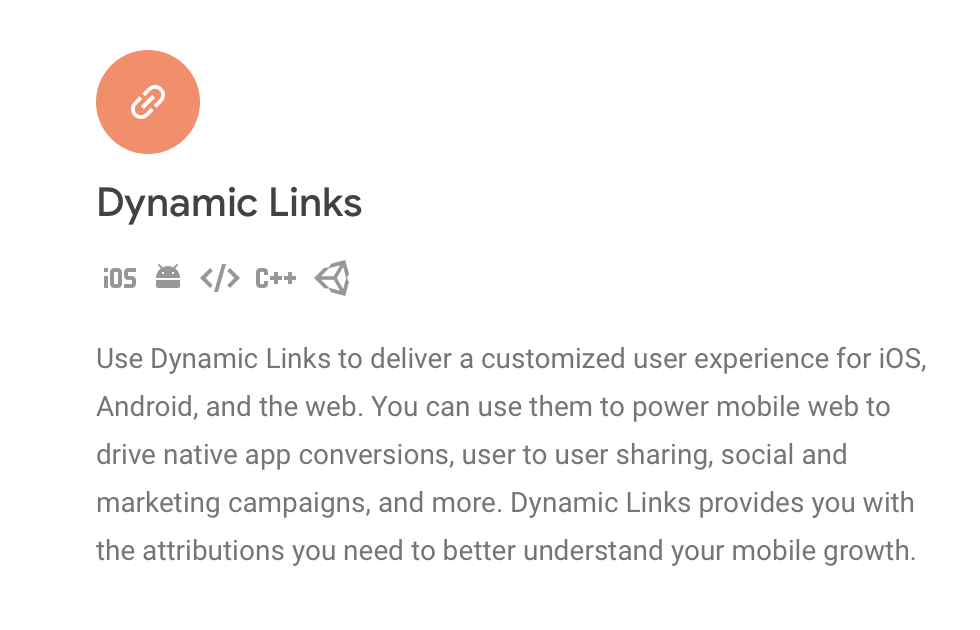 Dynamic Links
iOS </> C++
Use Dynamic Links to deliver a customized user experience for iOS,
Android, and the web. You can use them to power mobile web to
drive native app conversions, user to user sharing, social and
marketing campaigns, and more. Dynamic Links provides you with
the attributions you need to better understand your mobile growth.